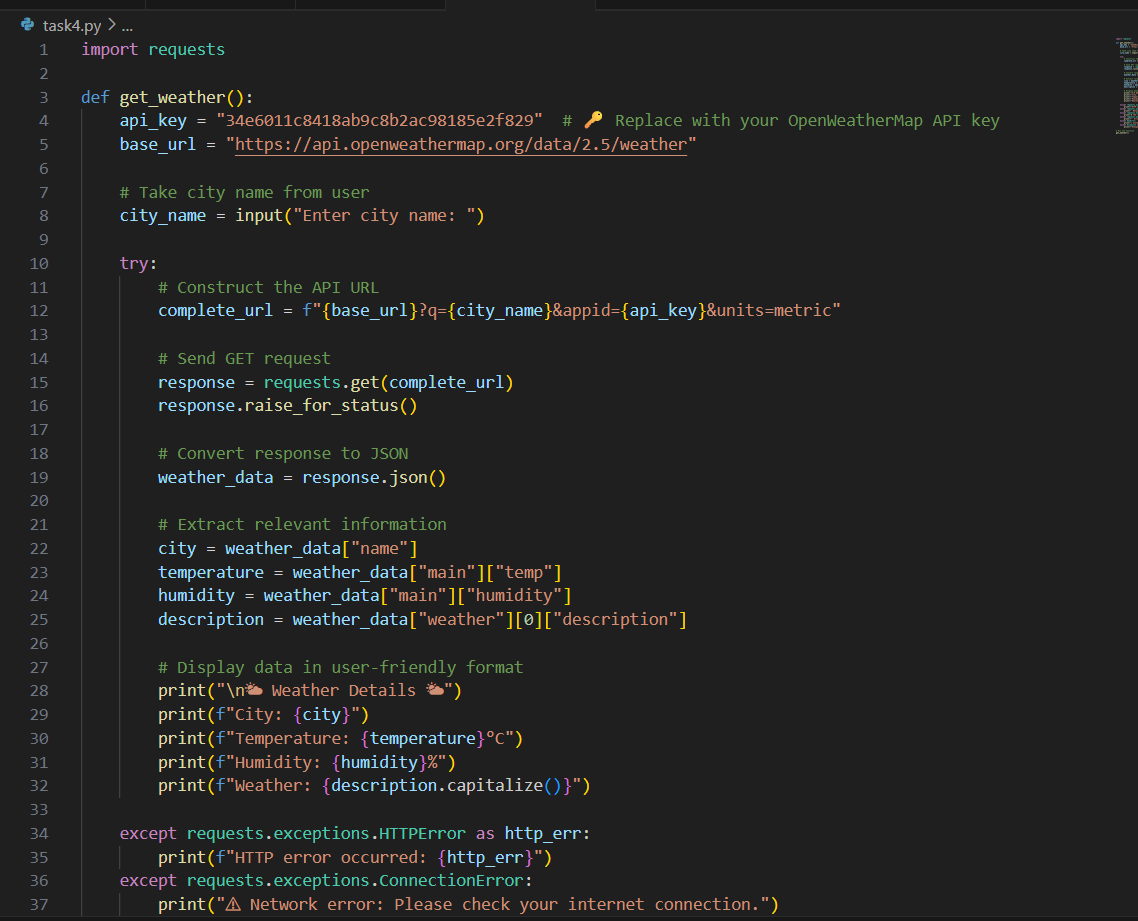 task4.py > ...
1 import requests
2
3 def get_weather():
4     api_key = "34e6011c8418ab9c8b2ac98185e2f829"  # 🔑 Replace with your OpenWeatherMap API key
5     base_url = "https://api.openweathermap.org/data/2.5/weather"
6
7     # Take city name from user
8     city_name = input("Enter city name: ")
9
10     try:
11         # Construct the API URL
12         complete_url = f"{base_url}?q={city_name}&appid={api_key}&units=metric"
13
14         # Send GET request
15         response = requests.get(complete_url)
16         response.raise_for_status()
17
18         # Convert response to JSON
19         weather_data = response.json()
20
21         # Extract relevant information
22         city = weather_data["name"]
23         temperature = weather_data["main"]["temp"]
24         humidity = weather_data["main"]["humidity"]
25         description = weather_data["weather"][0]["description"]
26
27         # Display data in user-friendly format
28         print("\n🌥 Weather Details 🌥")
29         print(f"City: {city}")
30         print(f"Temperature: {temperature}°C")
31         print(f"Humidity: {humidity}%")
32         print(f"Weather: {description.capitalize()}")
33
34     except requests.exceptions.HTTPError as http_err:
35         print(f"HTTP error occurred: {http_err}")
36     except requests.exceptions.ConnectionError:
37         print("⚠ Network error: Please check your internet connection.")